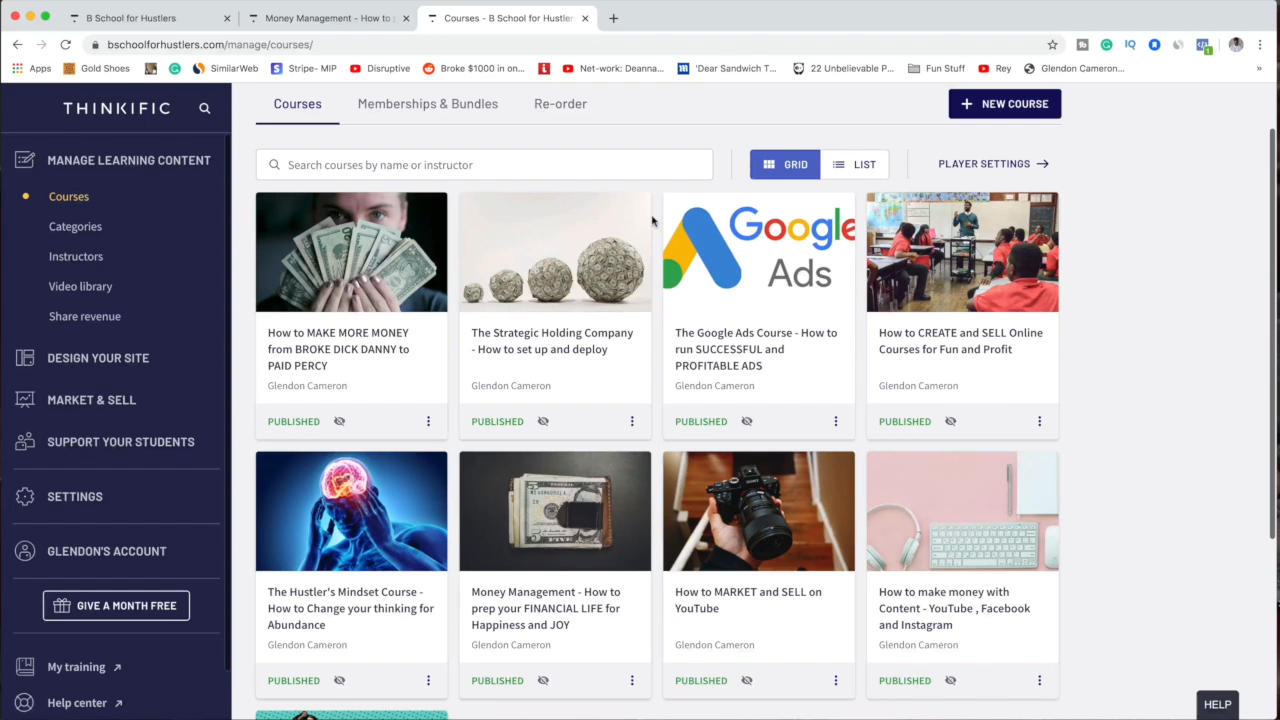 B School for Hustlers
Money Management - How to
Courses - B School for Hustler
bschoolforhustlers.com/manage/courses/
Apps
Gold Shoes
SimilarWeb
Stripe- MIP
Disruptive
Broke $1000 in on...
Net-work: Deanna...
'Dear Sandwich T...
22 Unbelievable P...
Fun Stuff
Rey
Glendon Cameron...
»
THINKIFIC
MANAGE LEARNING CONTENT
Courses
Categories
Instructors
Video library
Share revenue
DESIGN YOUR SITE
MARKET & SELL
SUPPORT YOUR STUDENTS
SETTINGS
GLENDON'S ACCOUNT
GIVE A MONTH FREE
My training
Help center
Courses
Memberships & Bundles
Re-order
+ NEW COURSE
Search courses by name or instructor
GRID
LIST
PLAYER SETTINGS
Google
Ads
How to MAKE MORE MONEY
from BROKE DICK DANNY to
PAID PERCY
Glendon Cameron
PUBLISHED
The Strategic Holding Company
- How to set up and deploy
Glendon Cameron
PUBLISHED
The Google Ads Course - How to
run SUCCESSFUL and
PROFITABLE ADS
Glendon Cameron
PUBLISHED
How to CREATE and SELL Online
Courses for Fun and Profit
Glendon Cameron
PUBLISHED
The Hustler's Mindset Course -
How to Change your thinking for
Abundance
Glendon Cameron
PUBLISHED
Money Management - How to
prep your FINANCIAL LIFE for
Happiness and JOY
Glendon Cameron
PUBLISHED
How to MARKET and SELL on
YouTube
Glendon Cameron
PUBLISHED
How to make money with
Content - YouTube , Facebook
and Instagram
Glendon Cameron
PUBLISHED
HELP